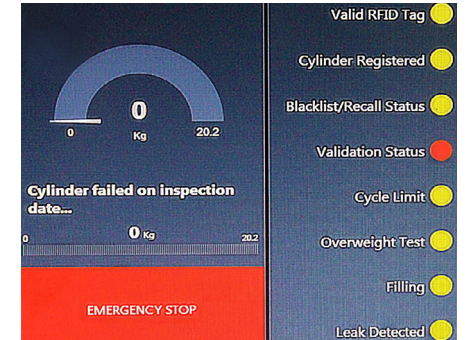 0
0
Kg
20.2
Cylinder failed on inspection
date...
0 Kg
0
20.2
EMERGENCY STOP
Valid RFID Tag
Cylinder Registered
Blacklist/Recall Status
Validation Status
Cycle Limit
Overweight Test
Filling
Leak Detected